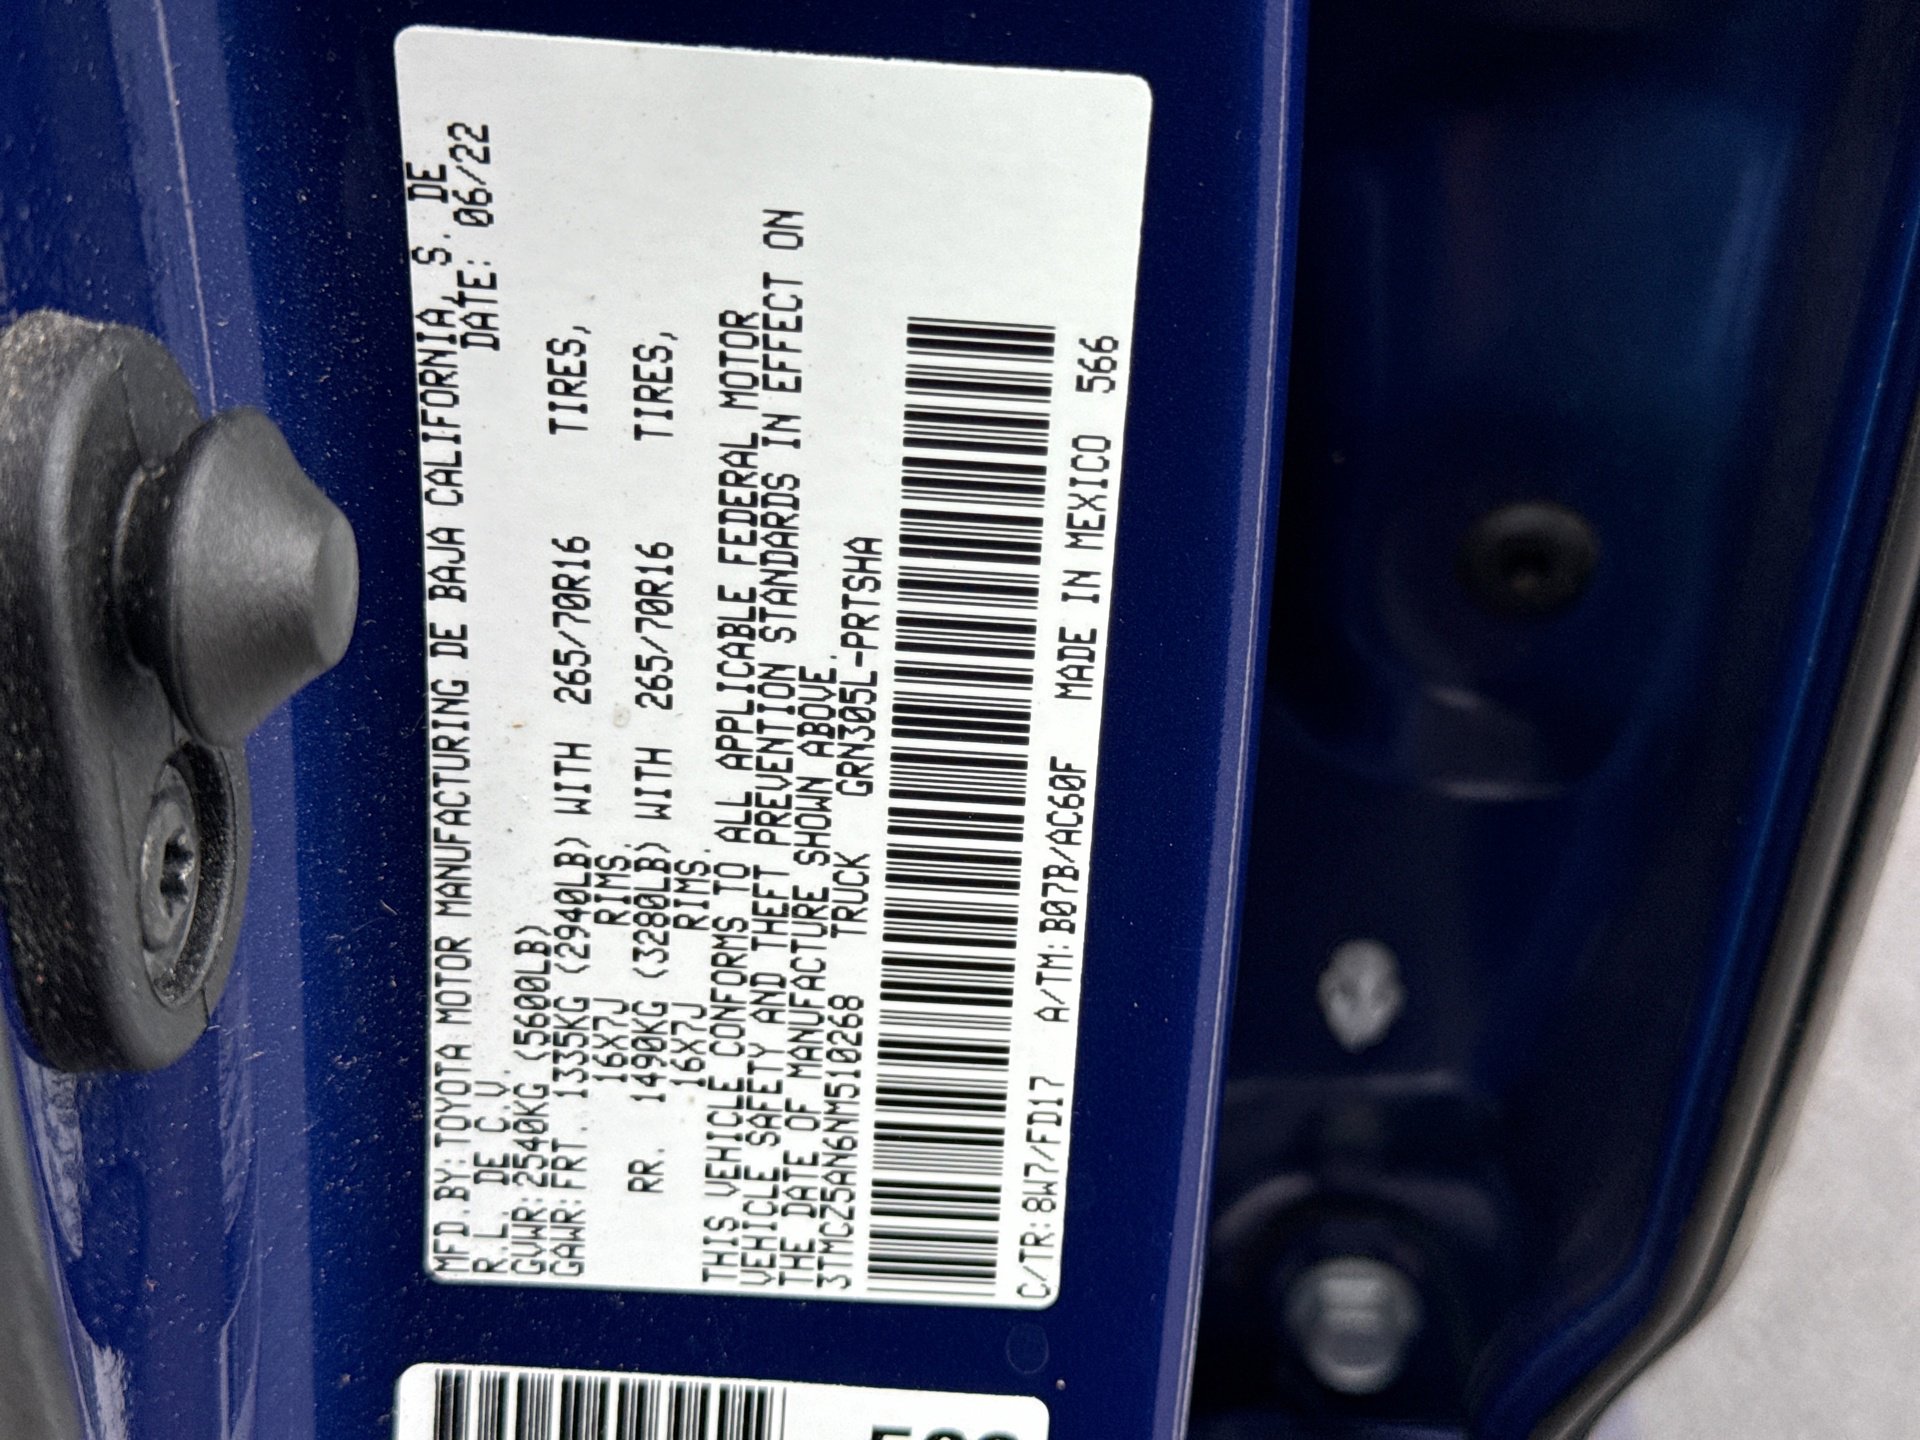 MFD.BY:TOYOTA MOTOR MANUFACTURING DE BAJA CALIFORNIA, S. DE
R.L. DE C.V. DATE: 06/22
GVWR:2540KG (5600LB)
GAWR:FRT. 1335KG (2940LB) WITH 265/70R16 TIRES,
16X7J RIMS.
RR. 1490KG (3280LB) WITH 265/70R16 TIRES,
16X7J RIMS.
THIS VEHICLE CONFORMS TO ALL APPLICABLE FEDERAL MOTOR
VEHICLE SAFETY AND THEFT PREVENTION STANDARDS IN EFFECT ON
THE DATE OF MANUFACTURE SHOWN ABOVE.
3TMCZ5AN6NM510268 TRUCK GRN305L-PRTSHA
C/TR:8W7/FD17 A/TM:B07B/AC60F MADE IN MEXICO 566